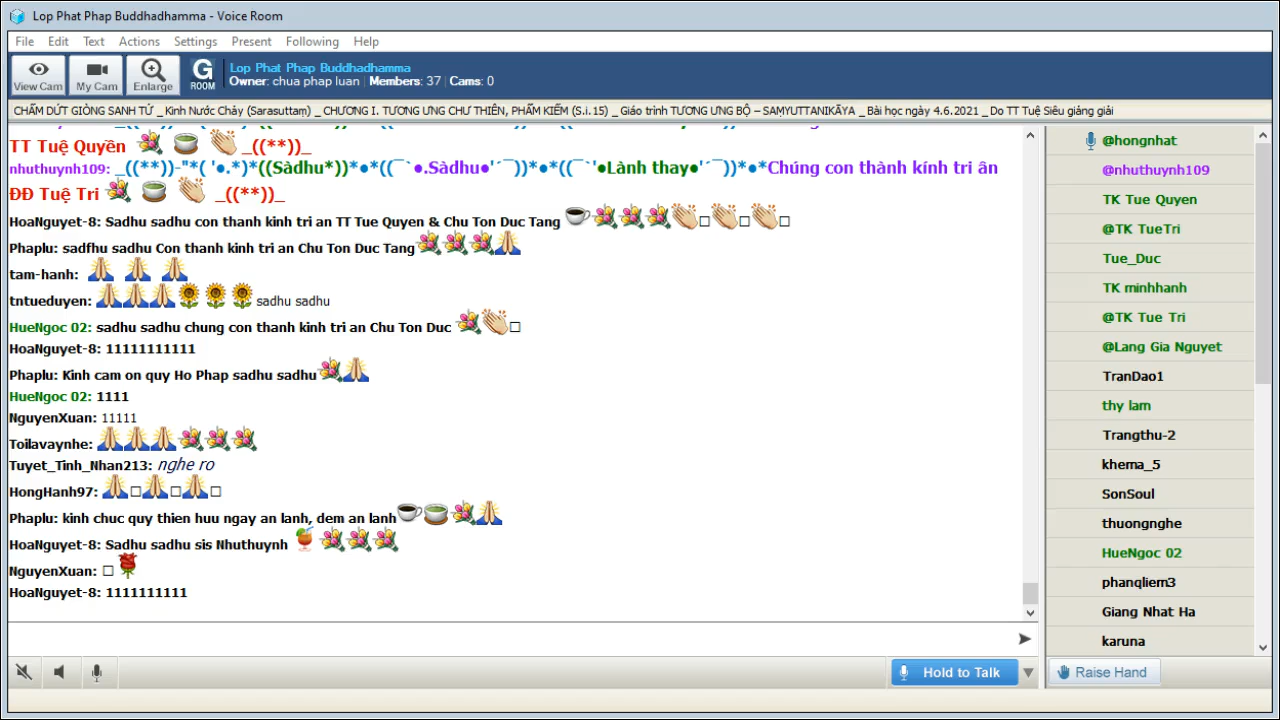 Lop Phat Phap Buddhadhamma - Voice Room
File Edit Text Actions Settings Present Following Help
View Cam
My Cam
Enlarge
G ROOM
Lop Phat Phap Buddhadhamma
Owner: chua phap luan | Members: 37 | Cams: 0
CHẤM DỨT GIÒNG SANH TỬ _Kinh Nước Chảy (Sarasuttaṃ) _CHƯƠNG I. TƯƠNG ƯNG CHƯ THIÊN, PHẨM KIẾM (S.i.15) _Giáo trình TƯƠNG ƯNG BỘ – SAṂYUTTANIKĀYA _Bài học ngày 4.6.2021 _Do TT Tuệ Siêu giảng giải
TT Tuệ Quyền _((**))_
nhuthuynh109: _((**))-"*( '●.*)*((Sàdhu*))*●*((¯`●.Sàdhu●'´¯))*●*((¯`'●Lành thay●'´¯))*●*Chúng con thành kính tri ân
ĐĐ Tuệ Tri _((**))_
HoaNguyet-8: Sadhu sadhu con thanh kinh tri an TT Tue Quyen & Chu Ton Duc Tang
Phaplu: sadfhu sadhu Con thanh kinh tri an Chu Ton Duc Tang
tam-hanh:
tntueduyen: sadhu sadhu
HueNgoc 02: sadhu sadhu chung con thanh kinh tri an Chu Ton Duc
HoaNguyet-8: 11111111111
Phaplu: Kinh cam on quy Ho Phap sadhu sadhu
HueNgoc 02: 1111
NguyenXuan: 11111
Toilavaynhe:
Tuyet_Tinh_Nhan213: nghe ro
HongHanh97:
Phaplu: kinh chuc quy thien huu ngay an lanh, dem an lanh
HoaNguyet-8: Sadhu sadhu sis Nhuthuynh
NguyenXuan:
HoaNguyet-8: 1111111111
@hongnhat
@nhuthuynh109
TK Tue Quyen
@TK TueTri
Tue_Duc
TK minhhanh
@TK Tue Tri
@Lang Gia Nguyet
TranDao1
thy lam
Trangthu-2
khema_5
SonSoul
thuongnghe
HueNgoc 02
phanqliem3
Giang Nhat Ha
karuna
Hold to Talk
Raise Hand